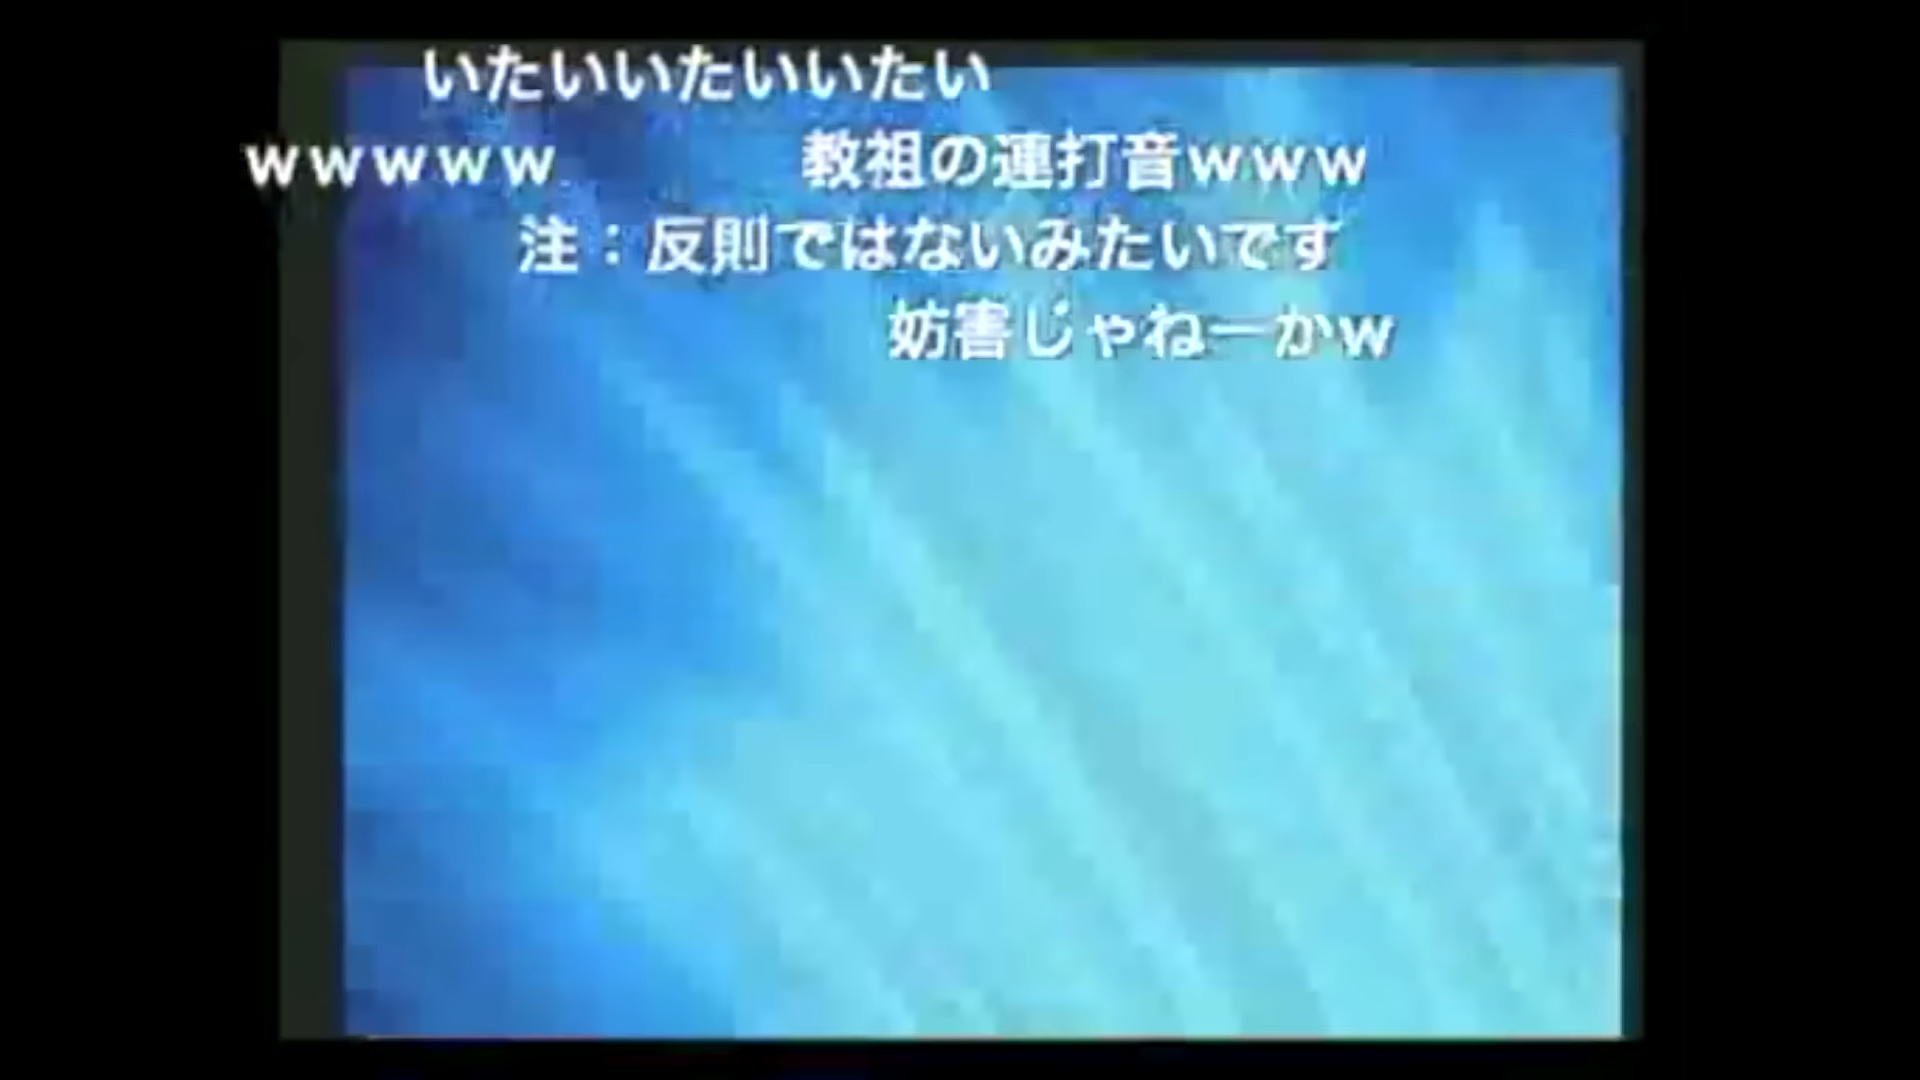 いたいいたいいたい
ｗｗｗｗｗ
教祖の連打音ｗｗｗ
注：反則ではないみたいです
妨害じゃねーかｗ